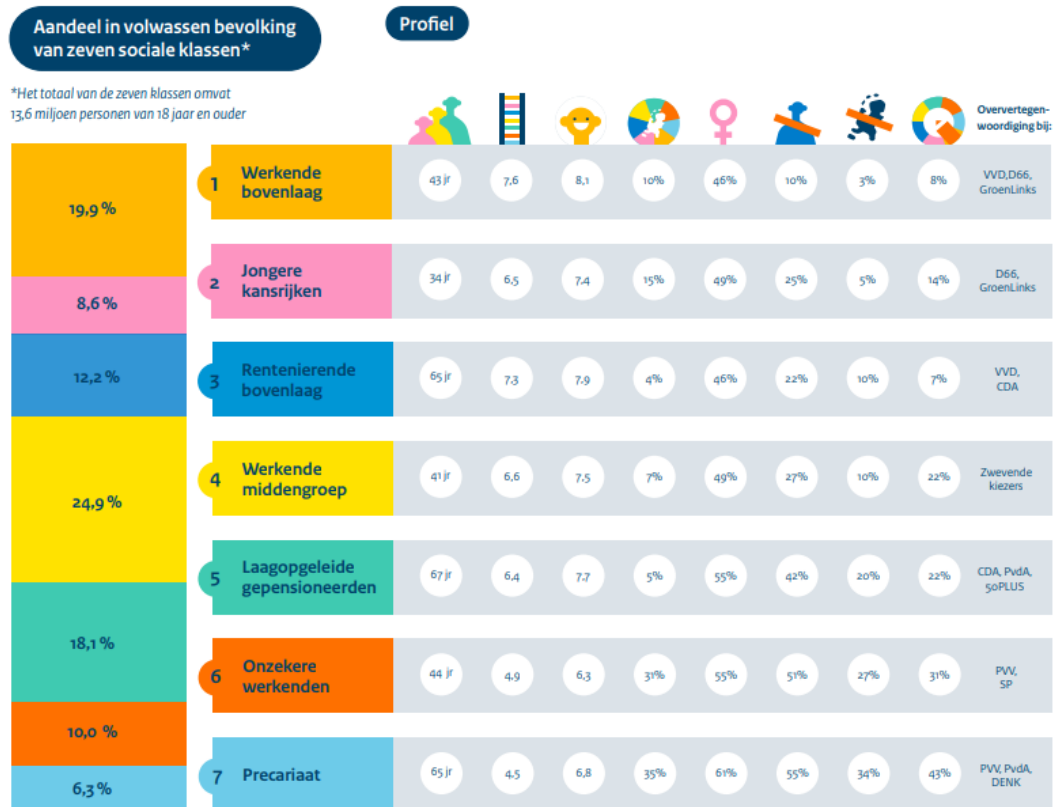 Aandeel in volwassen bevolking
van zeven sociale klassen*
Profiel
*Het totaal van de zeven klassen omvat
13,6 miljoen personen van 18 jaar en ouder
Oververtegen-
woordiging bij:
19,9 %
1 Werkende
bovenlaag
43 jr 7,6 8,1 10% 46% 10% 3% 8%
VVD,D66,
GroenLinks
8,6 %
2 Jongere
kansrijken
34 jr 6,5 7,4 15% 49% 25% 5% 14%
D66,
GroenLinks
12,2 %
3 Rentenierende
bovenlaag
65 jr 7,3 7,9 4% 46% 22% 10% 7%
VVD,
CDA
24,9 %
4 Werkende
middengroep
41 jr 6,6 7,5 7% 49% 27% 10% 22%
Zwevende
kiezers
18,1 %
5 Laagopgeleide
gepensioneerden
67 jr 6,4 7,7 5% 55% 42% 20% 22%
CDA, PvdA,
50PLUS
10,0 %
6 Onzekere
werkenden
44 jr 4,9 6,3 31% 55% 51% 27% 31%
PVV,
SP
6,3 %
7 Precariaat
65 jr 4,5 6,8 35% 61% 55% 34% 43%
PVV, PvdA,
DENK